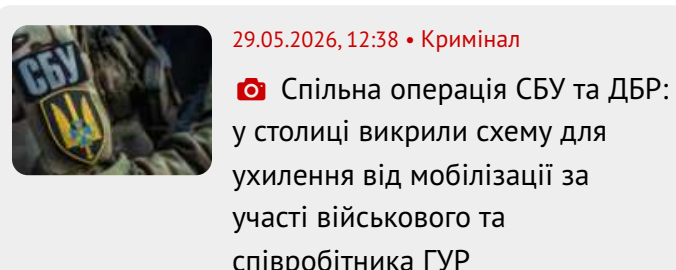 29.05.2026, 12:38 • Кримінал
Спільна операція СБУ та ДБР:
у столиці викрили схему для
ухилення від мобілізації за
участі військового та
співробітника ГУР
СБУ